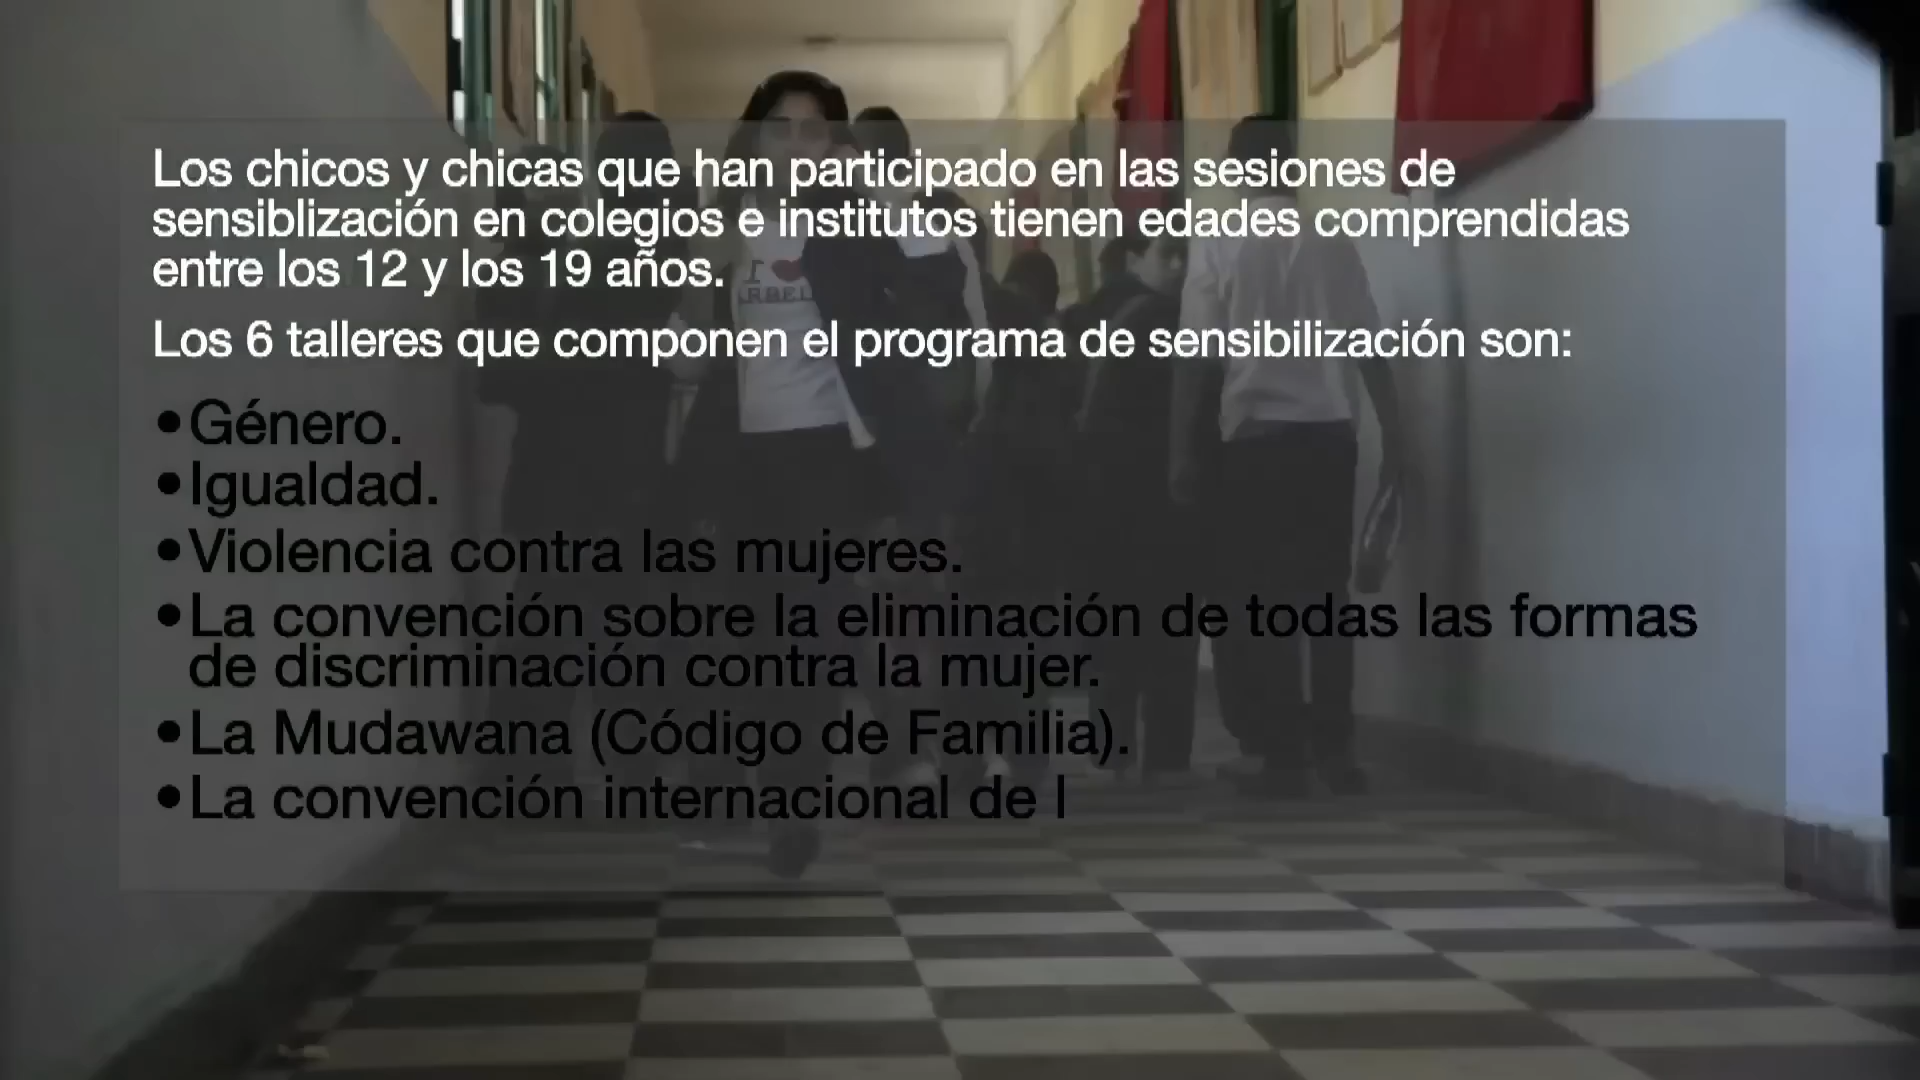 Los chicos y chicas que han participado en las sesiones de
sensiblización en colegios e institutos tienen edades comprendidas
entre los 12 y los 19 años.
Los 6 talleres que componen el programa de sensibilización son:
•Género.
•Igualdad.
•Violencia contra las mujeres.
•La convención sobre la eliminación de todas las formas
de discriminación contra la mujer.
•La Mudawana (Código de Familia).
•La convención internacional de l
I ❤
ARBEL